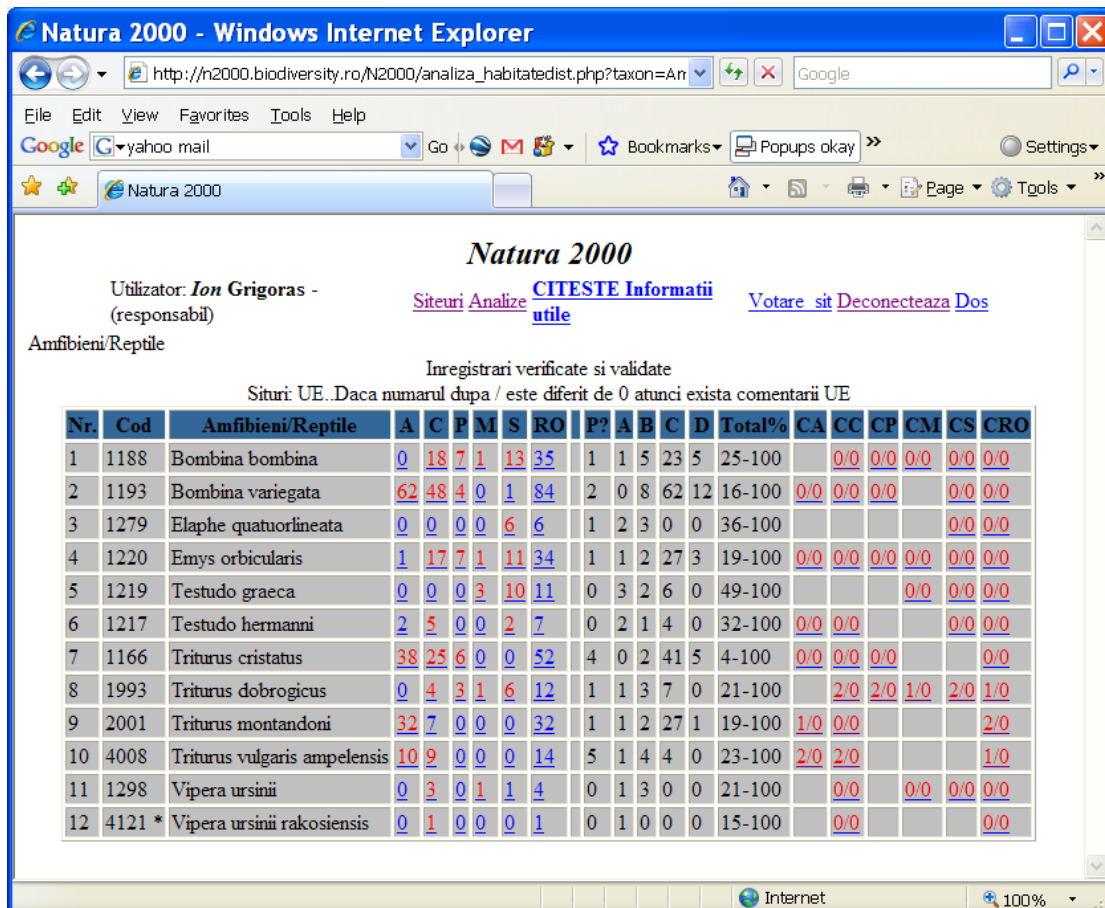 Natura 2000 - Windows Internet Explorer
http://n2000.biodiversity.ro/N2000/analiza_habitatedist.php?taxon=Am Google
File Edit View Favorites Tools Help
Google G yahoo mail Go Bookmarks Popups okay » Settings
Natura 2000 Page Tools »
Natura 2000
Utilizator: Ion Grigoras - (responsabil) Siteuri Analize CITESTE Informatii utile Votare sit Deconecteaza Dos
Amfibieni/Reptile
Inregistrari verificate si validate
Situri: UE..Daca numarul dupa / este diferit de 0 atunci exista comentarii UE
Nr. Cod Amfibieni/Reptile A C P M S RO P? A B C D Total% CA CC CP CM CS CRO
1 1188 Bombina bombina 0 18 7 1 13 35 1 1 5 23 5 25-100 0/0 0/0 0/0 0/0 0/0
2 1193 Bombina variegata 62 48 4 0 1 84 2 0 8 62 12 16-100 0/0 0/0 0/0 0/0 0/0
3 1279 Elaphe quatuorlineata 0 0 0 0 6 6 1 2 3 0 0 36-100 0/0 0/0
4 1220 Emys orbicularis 1 17 7 1 11 34 1 1 2 27 3 19-100 0/0 0/0 0/0 0/0 0/0 0/0
5 1219 Testudo graeca 0 0 0 3 10 11 0 3 2 6 0 49-100 0/0 0/0 0/0
6 1217 Testudo hermanni 2 5 0 0 2 7 0 2 1 4 0 32-100 0/0 0/0 0/0 0/0
7 1166 Triturus cristatus 38 25 6 0 0 52 4 0 2 41 5 4-100 0/0 0/0 0/0 0/0
8 1993 Triturus dobrogicus 0 4 3 1 6 12 1 1 3 7 0 21-100 2/0 2/0 1/0 2/0 1/0
9 2001 Triturus montandoni 32 7 0 0 0 32 1 1 2 27 1 19-100 1/0 0/0 2/0
10 4008 Triturus vulgaris ampelensis 10 9 0 0 0 14 5 1 4 4 0 23-100 2/0 2/0 1/0
11 1298 Vipera ursinii 0 3 0 1 1 4 0 1 3 0 0 21-100 0/0 0/0 0/0 0/0
12 4121 * Vipera ursinii rakosiensis 0 1 0 0 0 1 0 1 0 0 0 15-100 0/0 0/0
Internet 100%